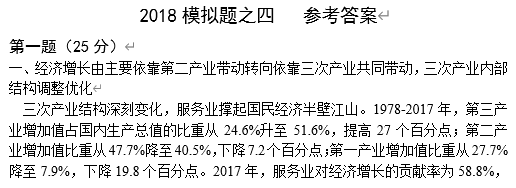 2018 模拟题之四 参考答案
第一题（25 分）
一、经济增长由主要依靠第二产业带动转向依靠三次产业共同带动，三次产业内部
结构调整优化
三次产业结构深刻变化，服务业撑起国民经济半壁江山。1978-2017 年，第三产
业增加值占国内生产总值的比重从 24.6%升至 51.6%，提高 27 个百分点；第二产
业增加值比重从 47.7%降至 40.5%，下降 7.2 个百分点；第一产业增加值比重从 27.7%
降至 7.9%，下降 19.8 个百分点。2017 年，服务业对经济增长的贡献率为 58.8%，